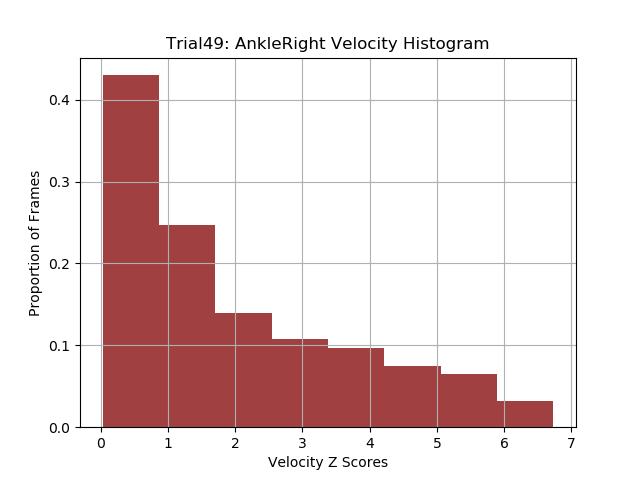 Trial49: AnkleRight Velocity Histogram
Proportion of Frames
0.4
0.3
0.2
0.1
0.0
0 1 2 3 4 5 6 7
Velocity Z Scores